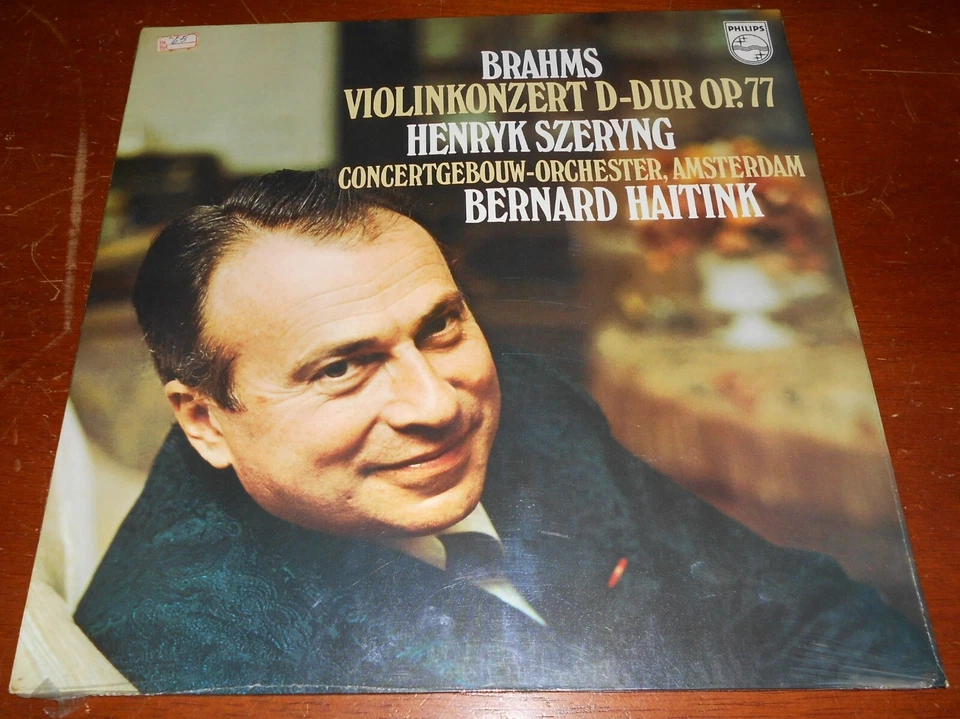 PHILIPS
BRAHMS
VIOLINKONZERT D-DUR OP. 77
HENRYK SZERYNG
CONCERTGEBOUW-ORCHESTER, AMSTERDAM
BERNARD HAITINK